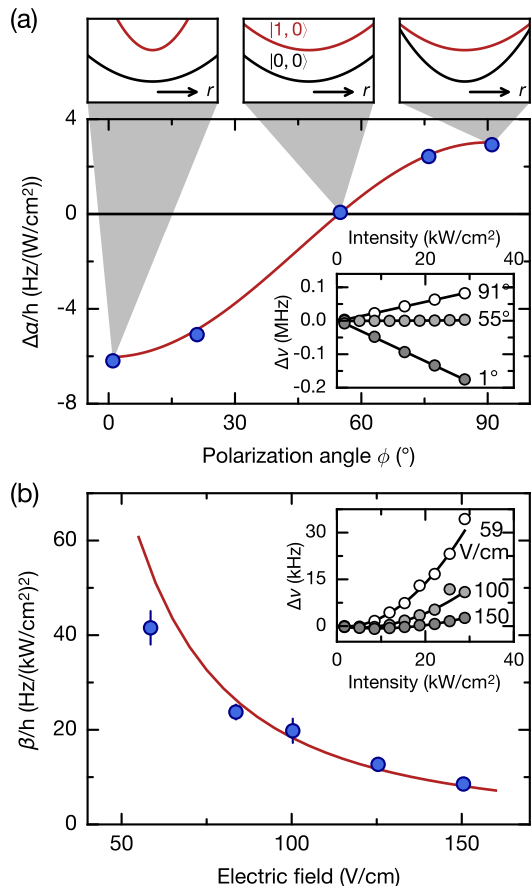 (a)
|1, 0⟩
|0, 0⟩
r
r
r
Δα/h (Hz/(W/cm²))
4
0
-4
-8
0
30
60
90
Polarization angle ϕ (°)
Intensity (kW/cm²)
0
20
40
Δν (MHz)
0.1
0.0
-0.1
-0.2
91°
55°
1°
(b)
β/h (Hz/(kW/cm²)²)
60
40
20
0
50
100
150
Electric field (V/cm)
Δν (kHz)
30
15
0
59
V/cm
100
150
0
20
40
Intensity (kW/cm²)